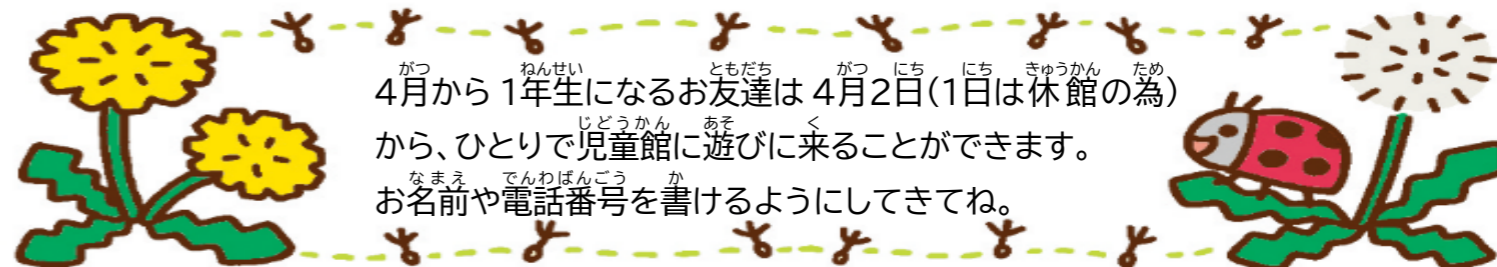 4月から1年生になるお友達は4月2日(1日は休館の為)
から、ひとりで児童館に遊びに来ることができます。
お名前や電話番号を書けるようにしてきてね。